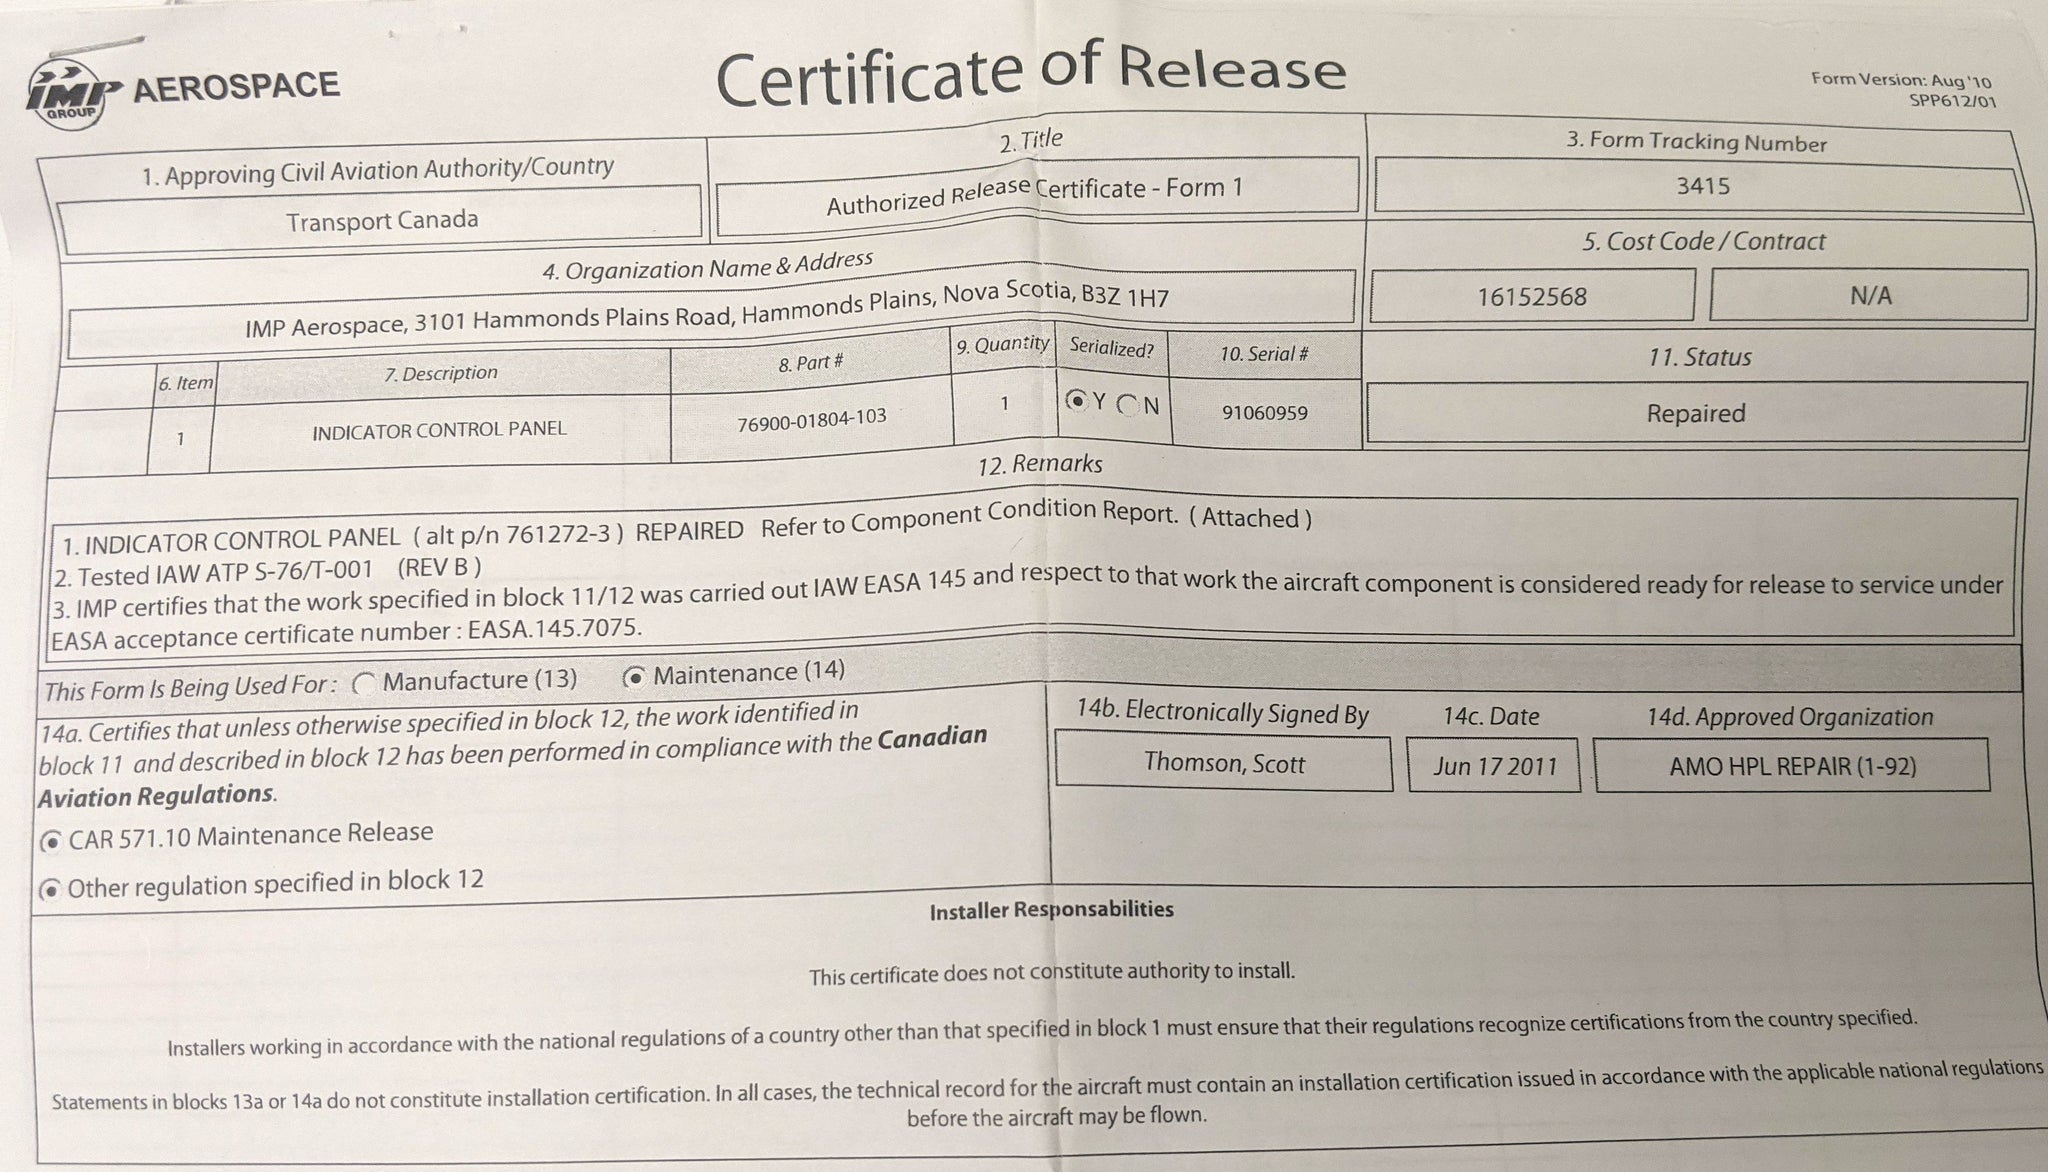 IMP GROUP AEROSPACE
Certificate of Release
Form Version: Aug '10
SPP612/01
1. Approving Civil Aviation Authority/Country
Transport Canada
2. Title
Authorized Release Certificate - Form 1
3. Form Tracking Number
3415
4. Organization Name & Address
IMP Aerospace, 3101 Hammonds Plains Road, Hammonds Plains, Nova Scotia, B3Z 1H7
5. Cost Code / Contract
16152568 N/A
6. Item 7. Description 8. Part # 9. Quantity Serialized? 10. Serial #
1 INDICATOR CONTROL PANEL 76900-01804-103 1 Y N 91060959
11. Status
Repaired
12. Remarks
1. INDICATOR CONTROL PANEL ( alt p/n 761272-3 ) REPAIRED Refer to Component Condition Report. ( Attached )
2. Tested IAW ATP S-76/T-001 (REV B )
3. IMP certifies that the work specified in block 11/12 was carried out IAW EASA 145 and respect to that work the aircraft component is considered ready for release to service under
EASA acceptance certificate number : EASA.145.7075.
This Form Is Being Used For : Manufacture (13) Maintenance (14)
14a. Certifies that unless otherwise specified in block 12, the work identified in
block 11 and described in block 12 has been performed in compliance with the Canadian
Aviation Regulations.
CAR 571.10 Maintenance Release
Other regulation specified in block 12
14b. Electronically Signed By
Thomson, Scott
14c. Date
Jun 17 2011
14d. Approved Organization
AMO HPL REPAIR (1-92)
Installer Responsabilities
This certificate does not constitute authority to install.
Installers working in accordance with the national regulations of a country other than that specified in block 1 must ensure that their regulations recognize certifications from the country specified.
Statements in blocks 13a or 14a do not constitute installation certification. In all cases, the technical record for the aircraft must contain an installation certification issued in accordance with the applicable national regulations
before the aircraft may be flown.